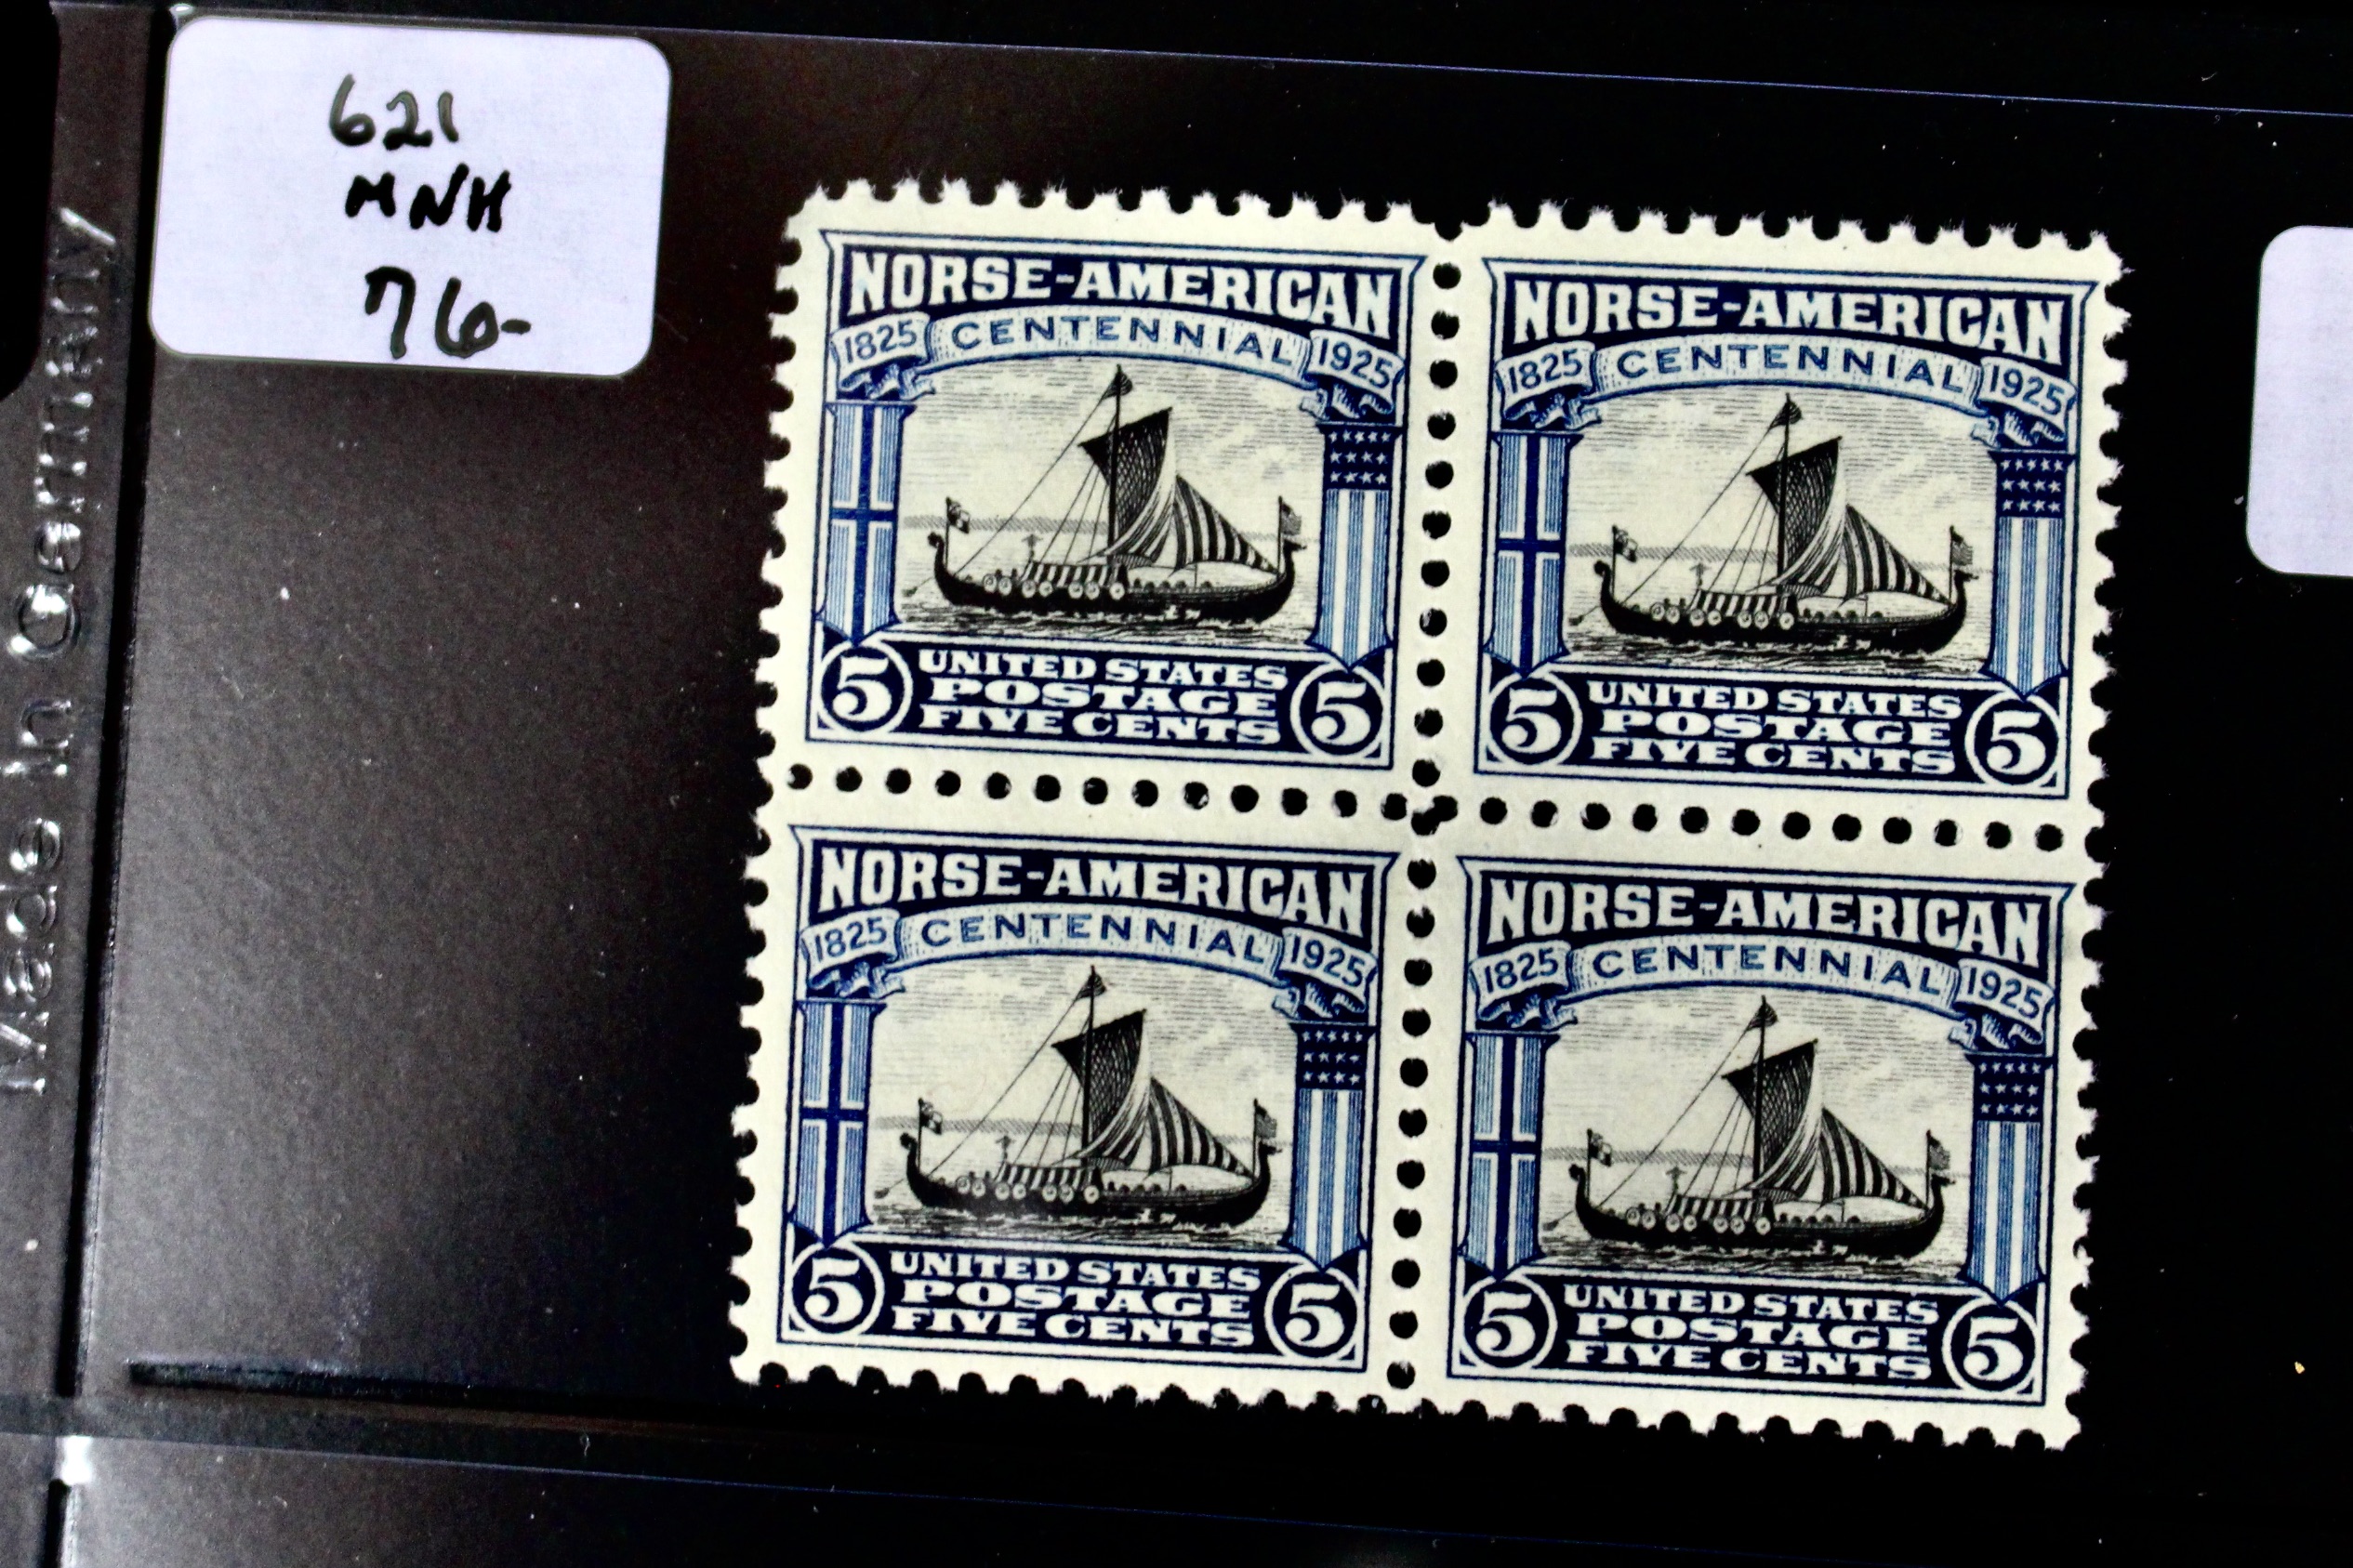 621
MNH
76-
Made in Germany
NORSE-AMERICAN
1825 CENTENNIAL 1925
5 UNITED STATES 5
POSTAGE
FIVE CENTS
NORSE-AMERICAN
1825 CENTENNIAL 1925
5 UNITED STATES 5
POSTAGE
FIVE CENTS
NORSE-AMERICAN
1825 CENTENNIAL 1925
5 UNITED STATES 5
POSTAGE
FIVE CENTS
NORSE-AMERICAN
1825 CENTENNIAL 1925
5 UNITED STATES 5
POSTAGE
FIVE CENTS